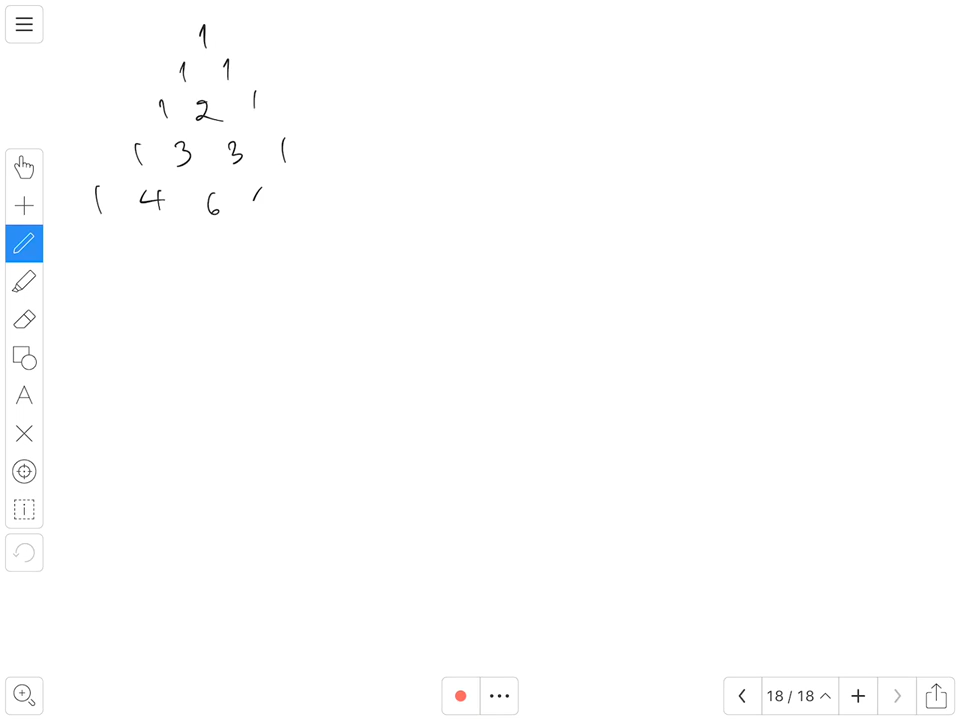 1
1 1
1 2 1
1 3 3 1
1 4 6
A
i
18 / 18